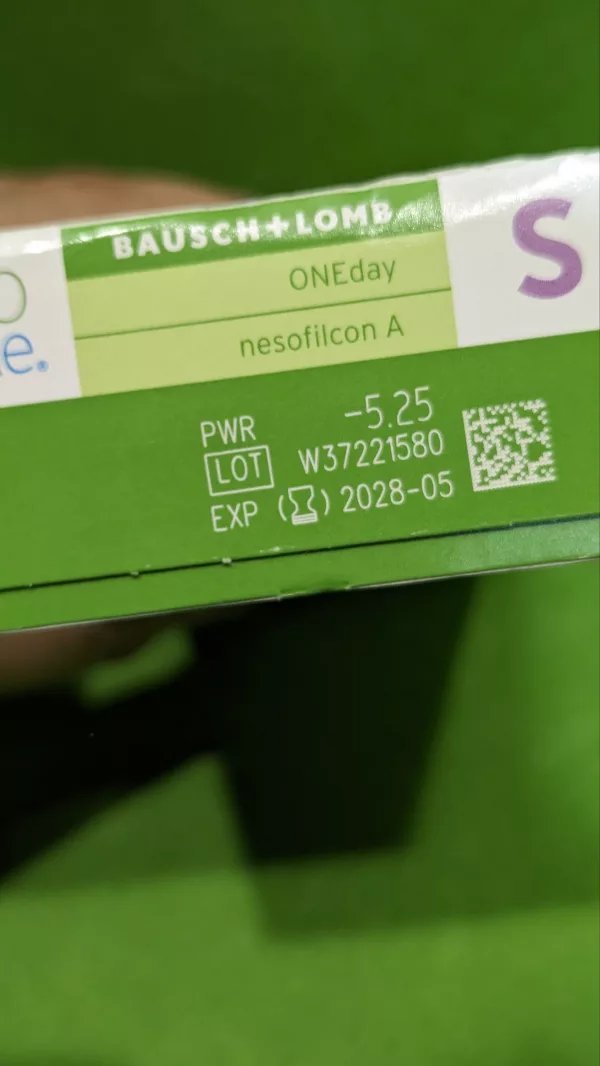 BAUSCH+LOMB
ONEday
nesofilcon A
S
e.®
PWR -5.25
LOT W37221580
EXP ( ) 2028-05